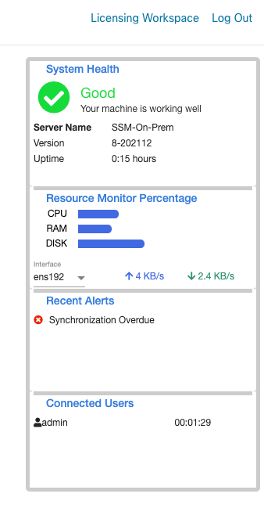 Licensing Workspace Log Out
System Health
Good
Your machine is working well
Server Name SSM-On-Prem
Version 8-202112
Uptime 0:15 hours
Resource Monitor Percentage
CPU
RAM
DISK
Interface
ens192 4 KB/s 2.4 KB/s
Recent Alerts
Synchronization Overdue
Connected Users
admin 00:01:29